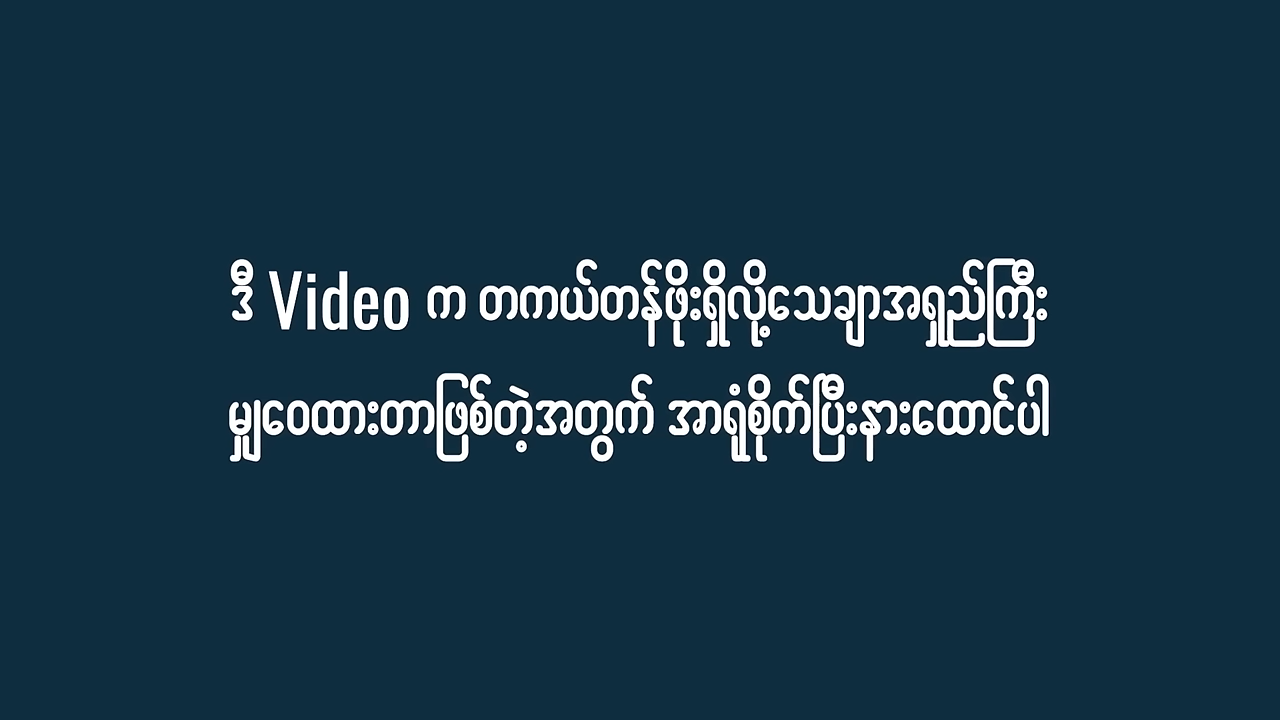 ဒီ Video က တကယ်တန်ဖိုးရှိလို့သေချာအရှည်ကြီး
မျှဝေထားတာဖြစ်တဲ့အတွက် အာရုံစိုက်ပြီးနားထောင်ပါ